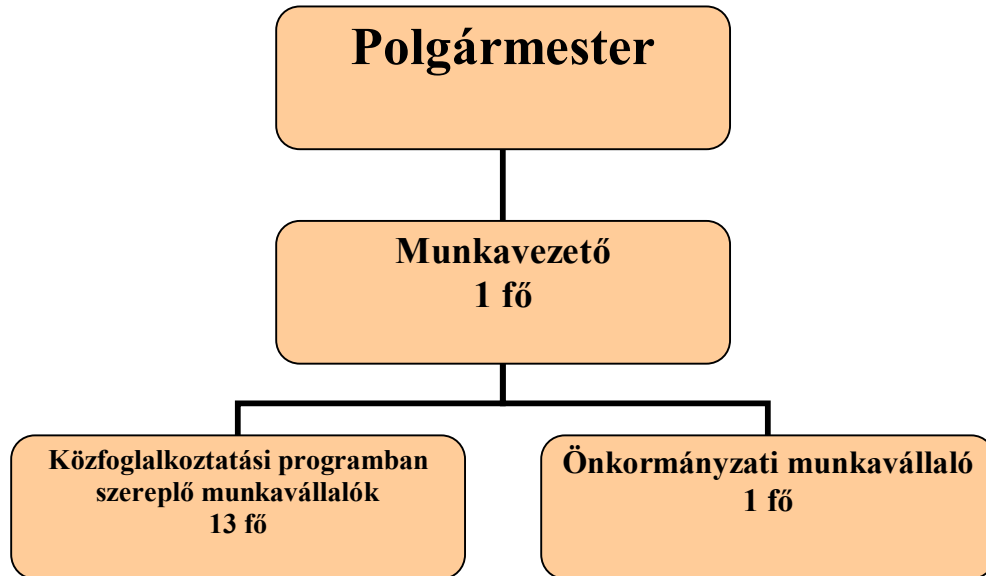 Polgármester
Munkavezető
1 fő
Közfoglalkoztatási programban
szereplő munkavállalók
13 fő
Önkormányzati munkavállaló
1 fő